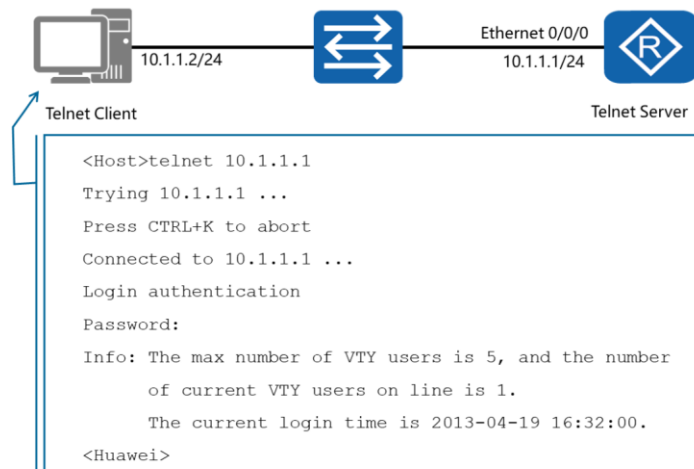 Ethernet 0/0/0
10.1.1.2/24
10.1.1.1/24
R
Telnet Client
Telnet Server
<Host>telnet 10.1.1.1
Trying 10.1.1.1 ...
Press CTRL+K to abort
Connected to 10.1.1.1 ...
Login authentication
Password:
Info: The max number of VTY users is 5, and the number
of current VTY users on line is 1.
The current login time is 2013-04-19 16:32:00.
<Huawei>